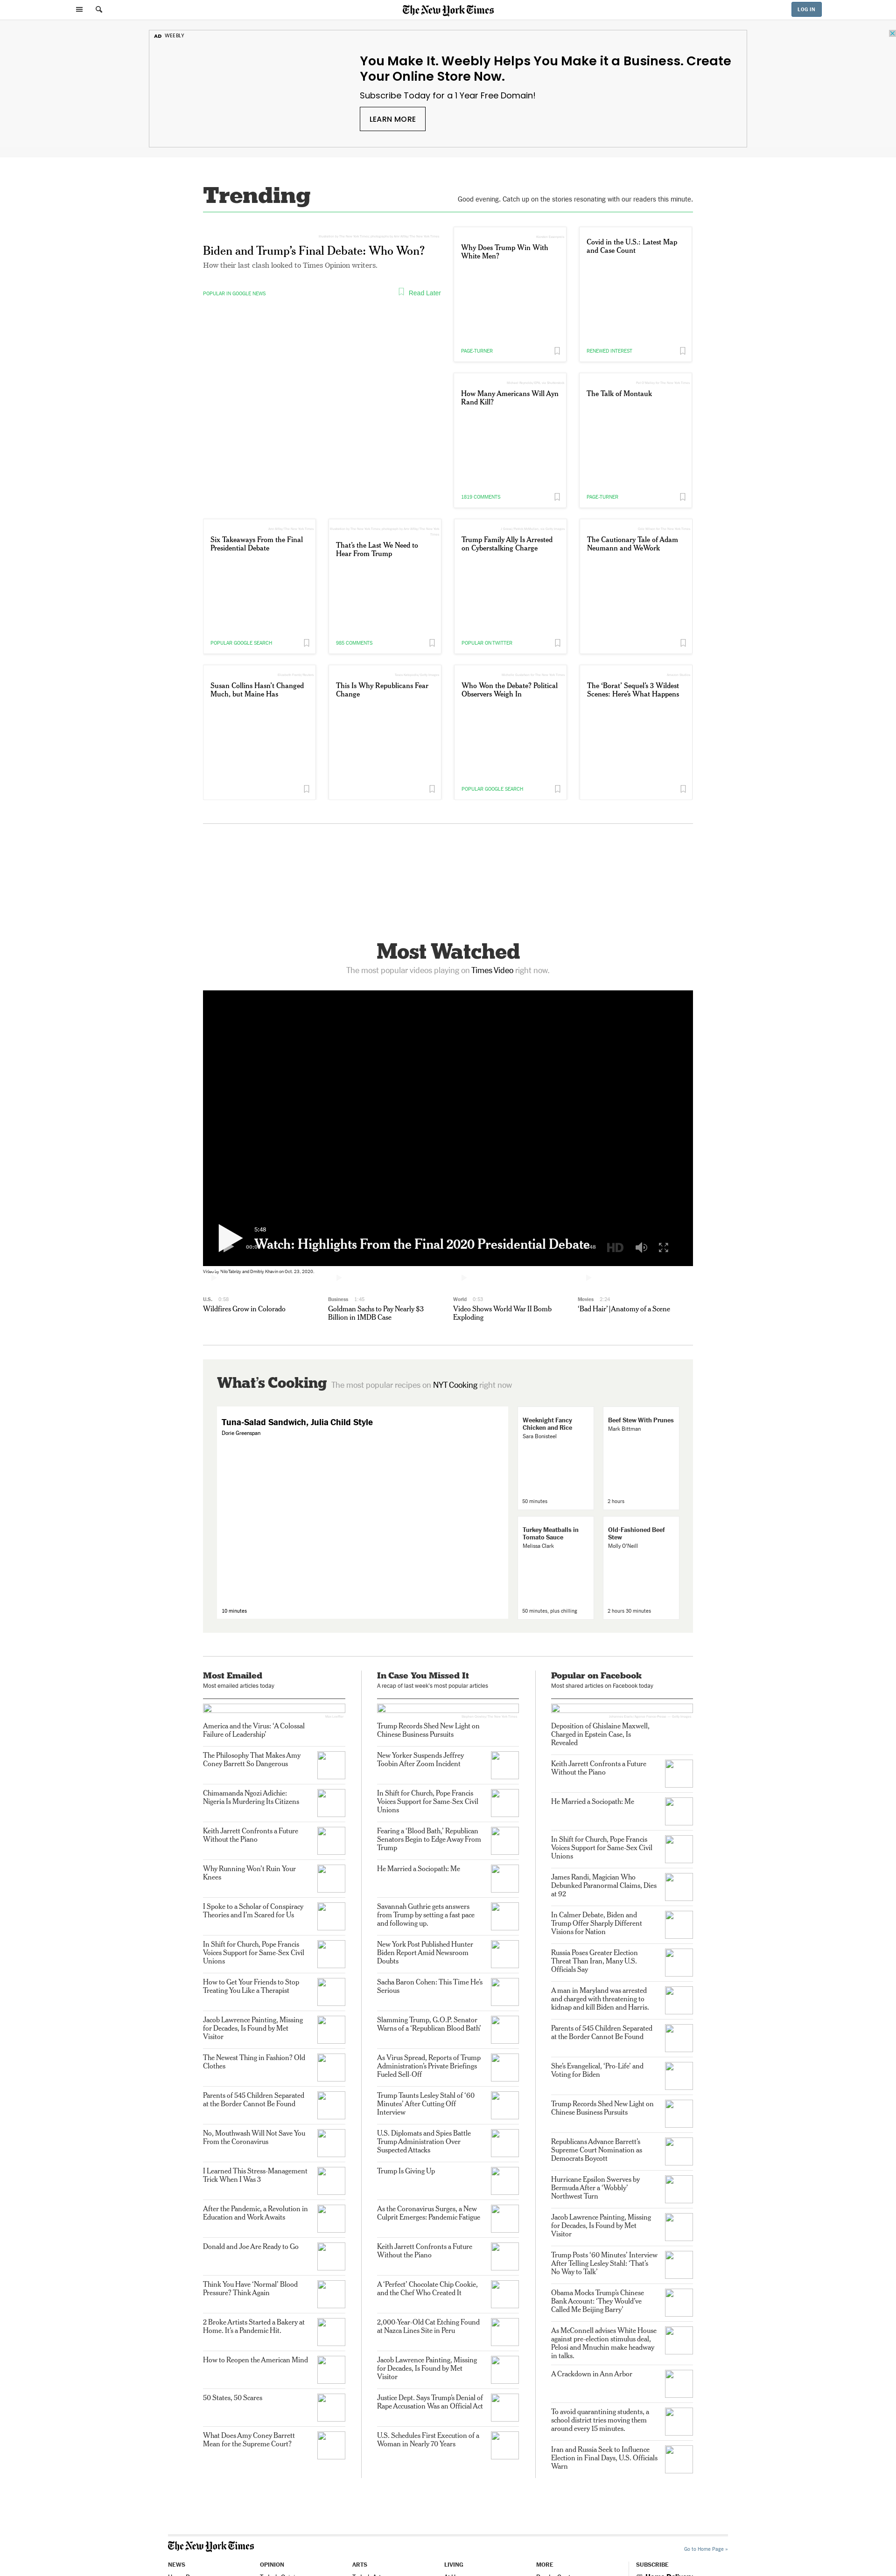 The New York Times
LOG IN
AD WEEBLY
You Make It. Weebly Helps You Make it a Business. Create
Your Online Store Now.
Subscribe Today for a 1 Year Free Domain!
LEARN MORE
Trending
Good evening. Catch up on the stories resonating with our readers this minute.
Biden and Trump's Final Debate: Who Won?
How their last clash looked to Times Opinion writers.
POPULAR IN GOOGLE NEWS
Read Later
Why Does Trump Win With
White Men?
PAGE-TURNER
Covid in the U.S.: Latest Map
and Case Count
RENEWED INTEREST
How Many Americans Will Ayn
Rand Kill?
1819 COMMENTS
The Talk of Montauk
PAGE-TURNER
Six Takeaways From the Final
Presidential Debate
POPULAR GOOGLE SEARCH
That's the Last We Need to
Hear From Trump
985 COMMENTS
Trump Family Ally Is Arrested
on Cyberstalking Charge
POPULAR ON TWITTER
The Cautionary Tale of Adam
Neumann and WeWork
Susan Collins Hasn't Changed
Much, but Maine Has
This Is Why Republicans Fear
Change
Who Won the Debate? Political
Observers Weigh In
POPULAR GOOGLE SEARCH
The 'Borat' Sequel's 3 Wildest
Scenes: Here's What Happens
Most Watched
The most popular videos playing on Times Video right now.
5:48
Watch: Highlights From the Final 2020 Presidential Debate
HD
on Oct. 23, 2020.
U.S. 0:58
Wildfires Grow in Colorado
Business 1:45
Goldman Sachs to Pay Nearly $3
Billion in 1MDB Case
World 0:53
Video Shows World War II Bomb
Exploding
Movies 2:24
'Bad Hair' | Anatomy of a Scene
What's Cooking The most popular recipes on NYT Cooking right now
Tuna-Salad Sandwich, Julia Child Style
Dorie Greenspan
10 minutes
Weeknight Fancy
Chicken and Rice
Sara Bonisteel
50 minutes
Beef Stew With Prunes
Mark Bittman
2 hours
Turkey Meatballs in
Tomato Sauce
Melissa Clark
50 minutes, plus chilling
Old-Fashioned Beef
Stew
Molly O'Neill
2 hours 30 minutes
Most Emailed
Most emailed articles today
America and the Virus: 'A Colossal
Failure of Leadership'
The Philosophy That Makes Amy
Coney Barrett So Dangerous
Chimamanda Ngozi Adichie:
Nigeria Is Murdering Its Citizens
Keith Jarrett Confronts a Future
Without the Piano
Why Running Won't Ruin Your
Knees
I Spoke to a Scholar of Conspiracy
Theories and I'm Scared for Us
In Shift for Church, Pope Francis
Voices Support for Same-Sex Civil
Unions
How to Get Your Friends to Stop
Treating You Like a Therapist
Jacob Lawrence Painting, Missing
for Decades, Is Found by Met
Visitor
The Newest Thing in Fashion? Old
Clothes
Parents of 545 Children Separated
at the Border Cannot Be Found
No, Mouthwash Will Not Save You
From the Coronavirus
I Learned This Stress-Management
Trick When I Was 3
After the Pandemic, a Revolution in
Education and Work Awaits
Donald and Joe Are Ready to Go
Think You Have 'Normal' Blood
Pressure? Think Again
2 Broke Artists Started a Bakery at
Home. It's a Pandemic Hit.
How to Reopen the American Mind
50 States, 50 Scares
What Does Amy Coney Barrett
Mean for the Supreme Court?
In Case You Missed It
A recap of last week's most popular articles
Trump Records Shed New Light on
Chinese Business Pursuits
New Yorker Suspends Jeffrey
Toobin After Zoom Incident
In Shift for Church, Pope Francis
Voices Support for Same-Sex Civil
Unions
Fearing a 'Blood Bath,' Republican
Senators Begin to Edge Away From
Trump
He Married a Sociopath: Me
Savannah Guthrie gets answers
from Trump by setting a fast pace
and following up.
New York Post Published Hunter
Biden Report Amid Newsroom
Doubts
Sacha Baron Cohen: This Time He's
Serious
Slamming Trump, G.O.P. Senator
Warns of a 'Republican Blood Bath'
As Virus Spread, Reports of Trump
Administration's Private Briefings
Fueled Sell-Off
Trump Taunts Lesley Stahl of '60
Minutes' After Cutting Off
Interview
U.S. Diplomats and Spies Battle
Trump Administration Over
Suspected Attacks
Trump Is Giving Up
As the Coronavirus Surges, a New
Culprit Emerges: Pandemic Fatigue
Keith Jarrett Confronts a Future
Without the Piano
A 'Perfect' Chocolate Chip Cookie,
and the Chef Who Created It
2,000-Year-Old Cat Etching Found
at Nazca Lines Site in Peru
Jacob Lawrence Painting, Missing
for Decades, Is Found by Met
Visitor
Justice Dept. Says Trump's Denial of
Rape Accusation Was an Official Act
U.S. Schedules First Execution of a
Woman in Nearly 70 Years
Popular on Facebook
Most shared articles on Facebook today
Deposition of Ghislaine Maxwell,
Charged in Epstein Case, Is
Revealed
Keith Jarrett Confronts a Future
Without the Piano
He Married a Sociopath: Me
In Shift for Church, Pope Francis
Voices Support for Same-Sex Civil
Unions
James Randi, Magician Who
Debunked Paranormal Claims, Dies
at 92
In Calmer Debate, Biden and
Trump Offer Sharply Different
Visions for Nation
Russia Poses Greater Election
Threat Than Iran, Many U.S.
Officials Say
A man in Maryland was arrested
and charged with threatening to
kidnap and kill Biden and Harris.
Parents of 545 Children Separated
at the Border Cannot Be Found
She's Evangelical, 'Pro-Life' and
Voting for Biden
Trump Records Shed New Light on
Chinese Business Pursuits
Republicans Advance Barrett's
Supreme Court Nomination as
Democrats Boycott
Hurricane Epsilon Swerves by
Bermuda After a 'Wobbly'
Northwest Turn
Jacob Lawrence Painting, Missing
for Decades, Is Found by Met
Visitor
Trump Posts '60 Minutes' Interview
After Telling Lesley Stahl: 'That's
No Way to Talk'
Obama Mocks Trump's Chinese
Bank Account: 'They Would've
Called Me Beijing Barry'
As McConnell advises White House
against pre-election stimulus deal,
Pelosi and Mnuchin make headway
in talks.
A Crackdown in Ann Arbor
To avoid quarantining students, a
school district tries moving them
around every 15 minutes.
Iran and Russia Seek to Influence
Election in Final Days, U.S. Officials
Warn
The New York Times
Go to Home Page »
NEWS
OPINION
ARTS
LIVING
MORE
SUBSCRIBE